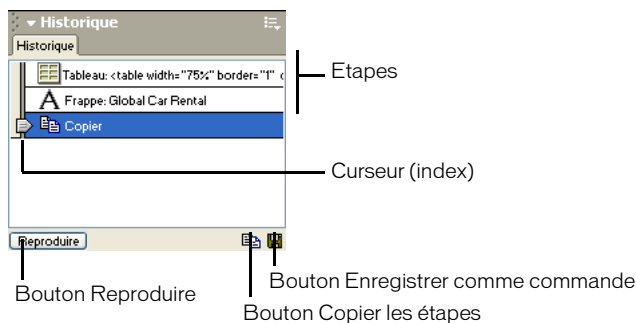 Historique
Historique
Tableau: <table width="75%" border="1" c
Etapes
Frappe: Global Car Rental
Copier
Curseur (index)
Reproduire
Bouton Enregistrer comme commande
Bouton Reproduire
Bouton Copier les étapes